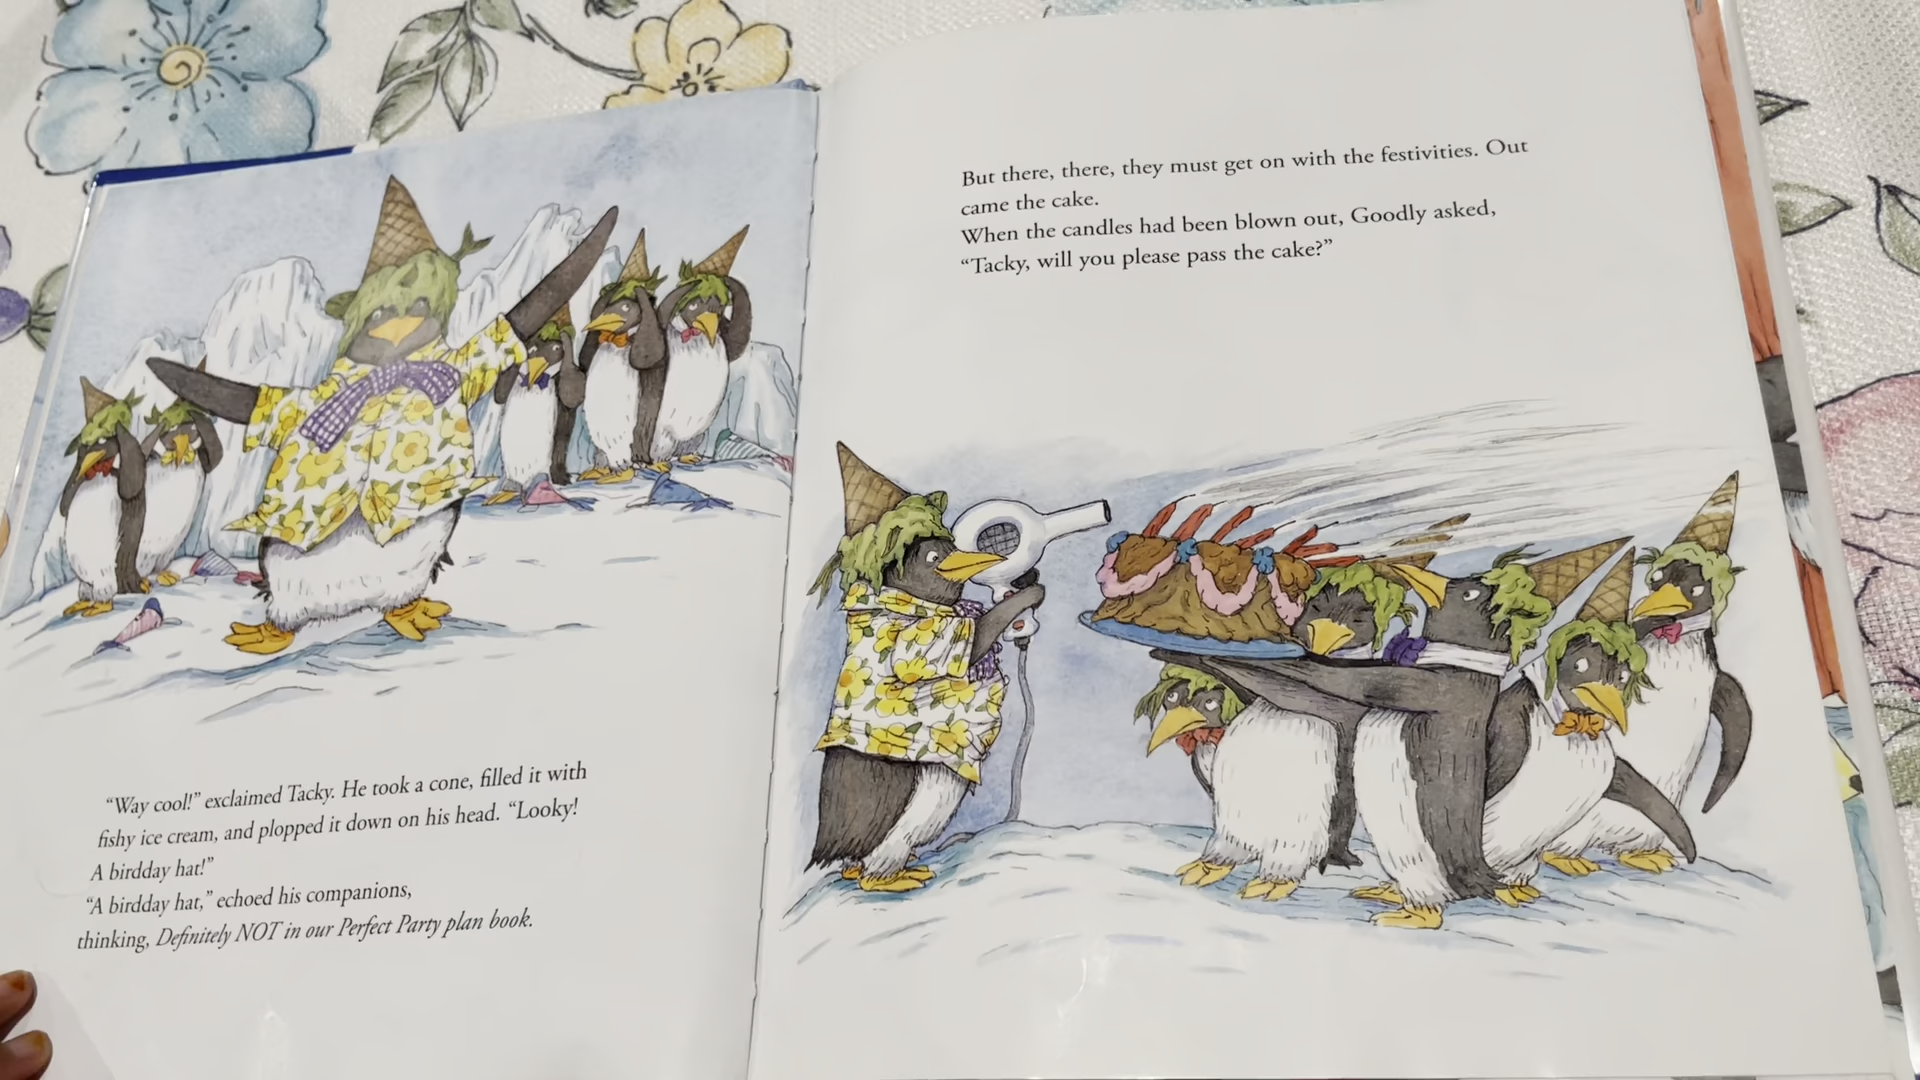 “Way cool!” exclaimed Tacky. He took a cone, filled it with
fishy ice cream, and plopped it down on his head. “Looky!
A birdday hat!”
“A birdday hat,” echoed his companions,
thinking, Definitely NOT in our Perfect Party plan book.
But there, there, they must get on with the festivities. Out
came the cake.
When the candles had been blown out, Goodly asked,
“Tacky, will you please pass the cake?”